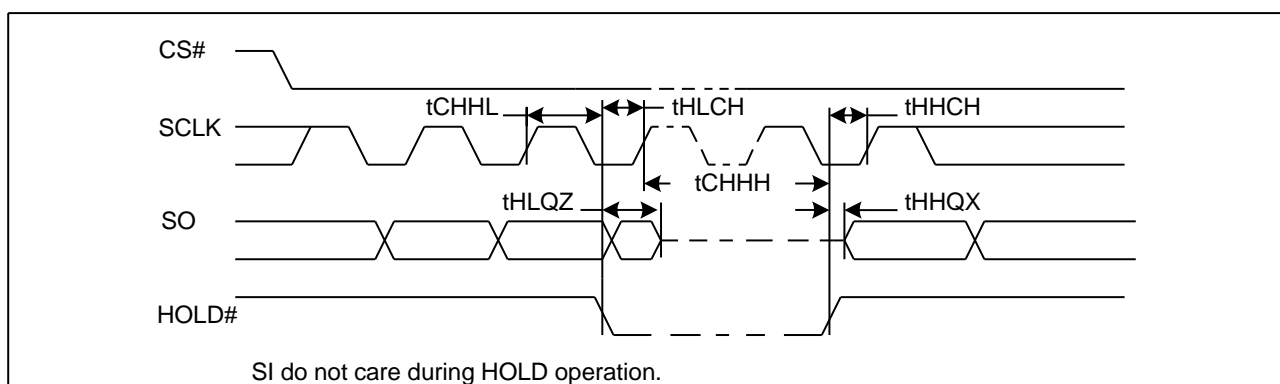 CS#
tCHHL
tHLCH
tHHCH
SCLK
tCHHH
tHLQZ
tHHQX
SO
HOLD#
SI do not care during HOLD operation.